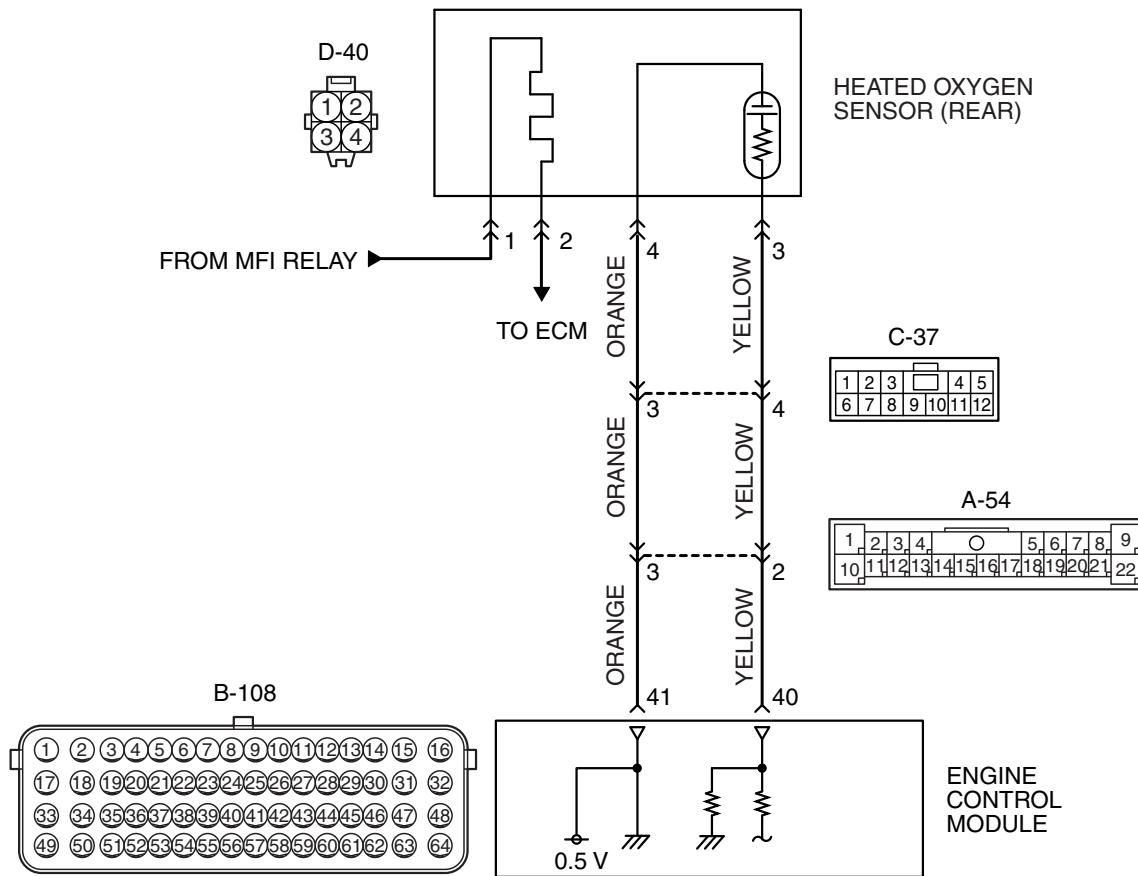 D-40
1 2
3 4
HEATED OXYGEN
SENSOR (REAR)
1 2 4 3
FROM MFI RELAY
TO ECM
ORANGE YELLOW
C-37
1 2 3 4 5
6 7 8 9 10 11 12
3 4
ORANGE YELLOW
A-54
1 2 3 4 5 6 7 8 9
10 11 12 13 14 15 16 17 18 19 20 21 22
3 2
ORANGE YELLOW
41 40
B-108
1 2 3 4 5 6 7 8 9 10 11 12 13 14 15 16
17 18 19 20 21 22 23 24 25 26 27 28 29 30 31 32
33 34 35 36 37 38 39 40 41 42 43 44 45 46 47 48
49 50 51 52 53 54 55 56 57 58 59 60 61 62 63 64
0.5 V
ENGINE
CONTROL
MODULE